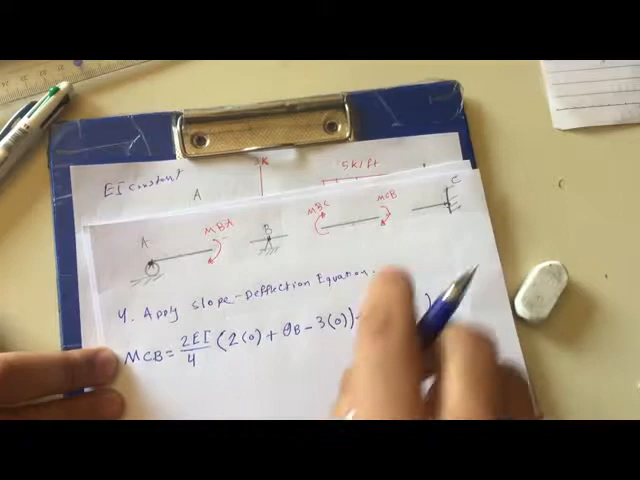 EI constant
A
K
5k/ft
C
A
MBA
B
MBC
MCB
4. Apply Slope-Deflection Equation.
MCB = 2EI/4 (2(0) + θB - 3(0))